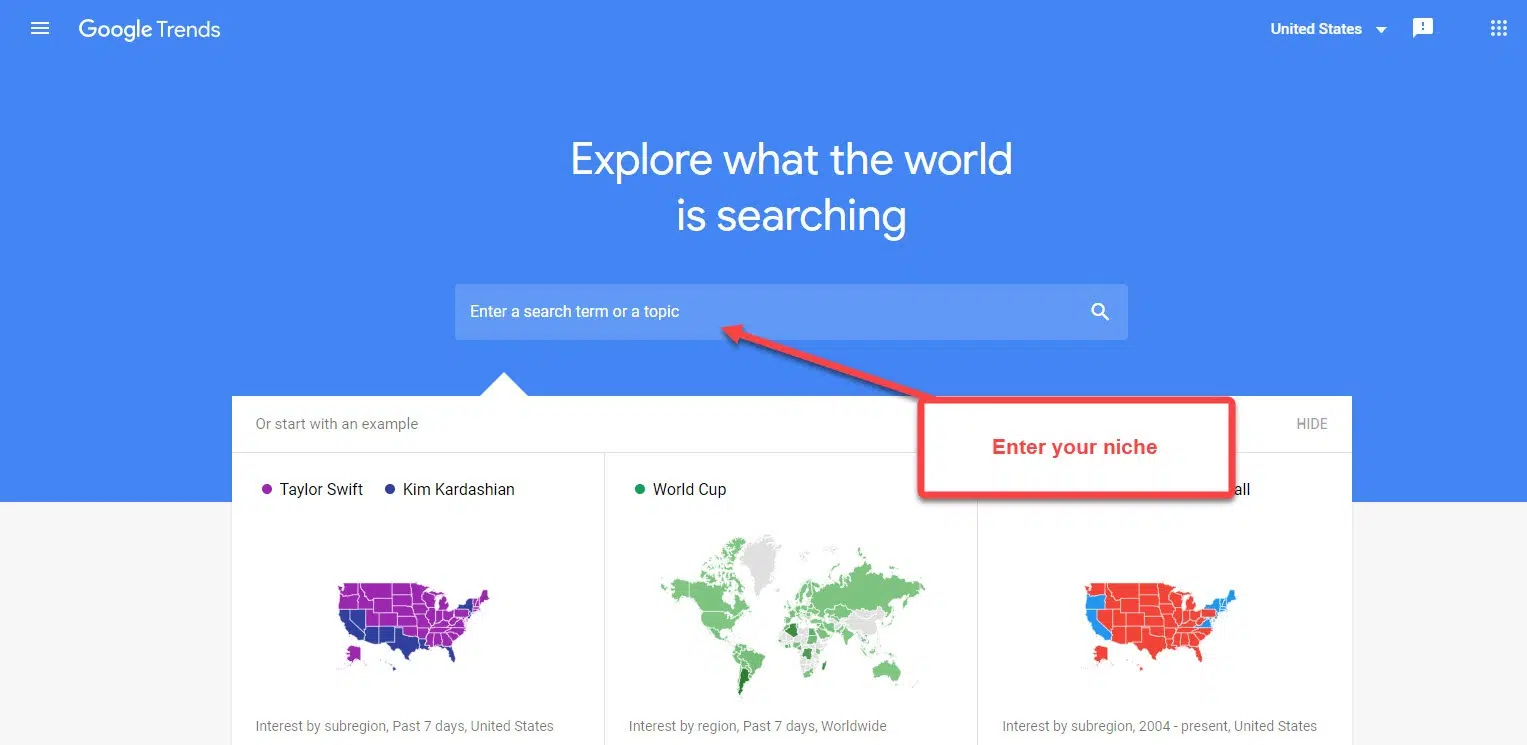 Google Trends
United States
Explore what the world
is searching
Enter a search term or a topic
Or start with an example
HIDE
Enter your niche
Taylor Swift
Kim Kardashian
World Cup
all
Interest by subregion, Past 7 days, United States
Interest by region, Past 7 days, Worldwide
Interest by subregion, 2004 - present, United States